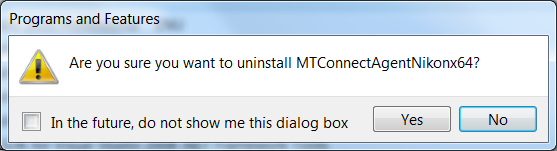 Programs and Features
Are you sure you want to uninstall MTConnectAgentNikonx64?
In the future, do not show me this dialog box
Yes
No